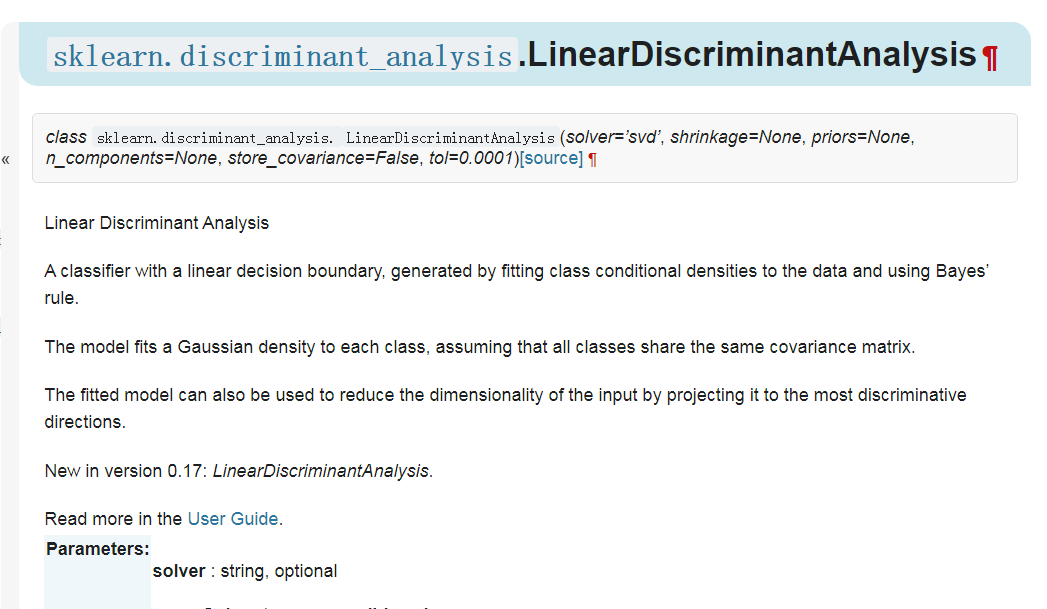 sklearn.discriminant_analysis.LinearDiscriminantAnalysis¶
class sklearn.discriminant_analysis. LinearDiscriminantAnalysis(solver=’svd’, shrinkage=None, priors=None,
n_components=None, store_covariance=False, tol=0.0001)[source] ¶
«
Linear Discriminant Analysis
A classifier with a linear decision boundary, generated by fitting class conditional densities to the data and using Bayes’
rule.
The model fits a Gaussian density to each class, assuming that all classes share the same covariance matrix.
The fitted model can also be used to reduce the dimensionality of the input by projecting it to the most discriminative
directions.
New in version 0.17: LinearDiscriminantAnalysis.
Read more in the User Guide.
Parameters:
solver : string, optional